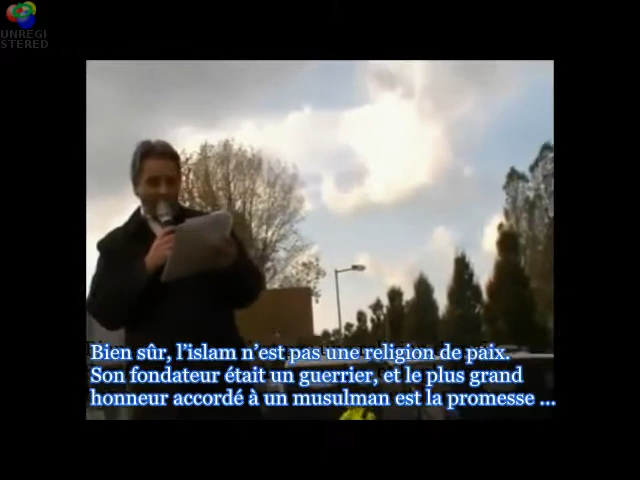 UNREGI
STERED
Bien sûr, l'islam n'est pas une religion de paix.
Son fondateur était un guerrier, et le plus grand
honneur accordé à un musulman est la promesse ...